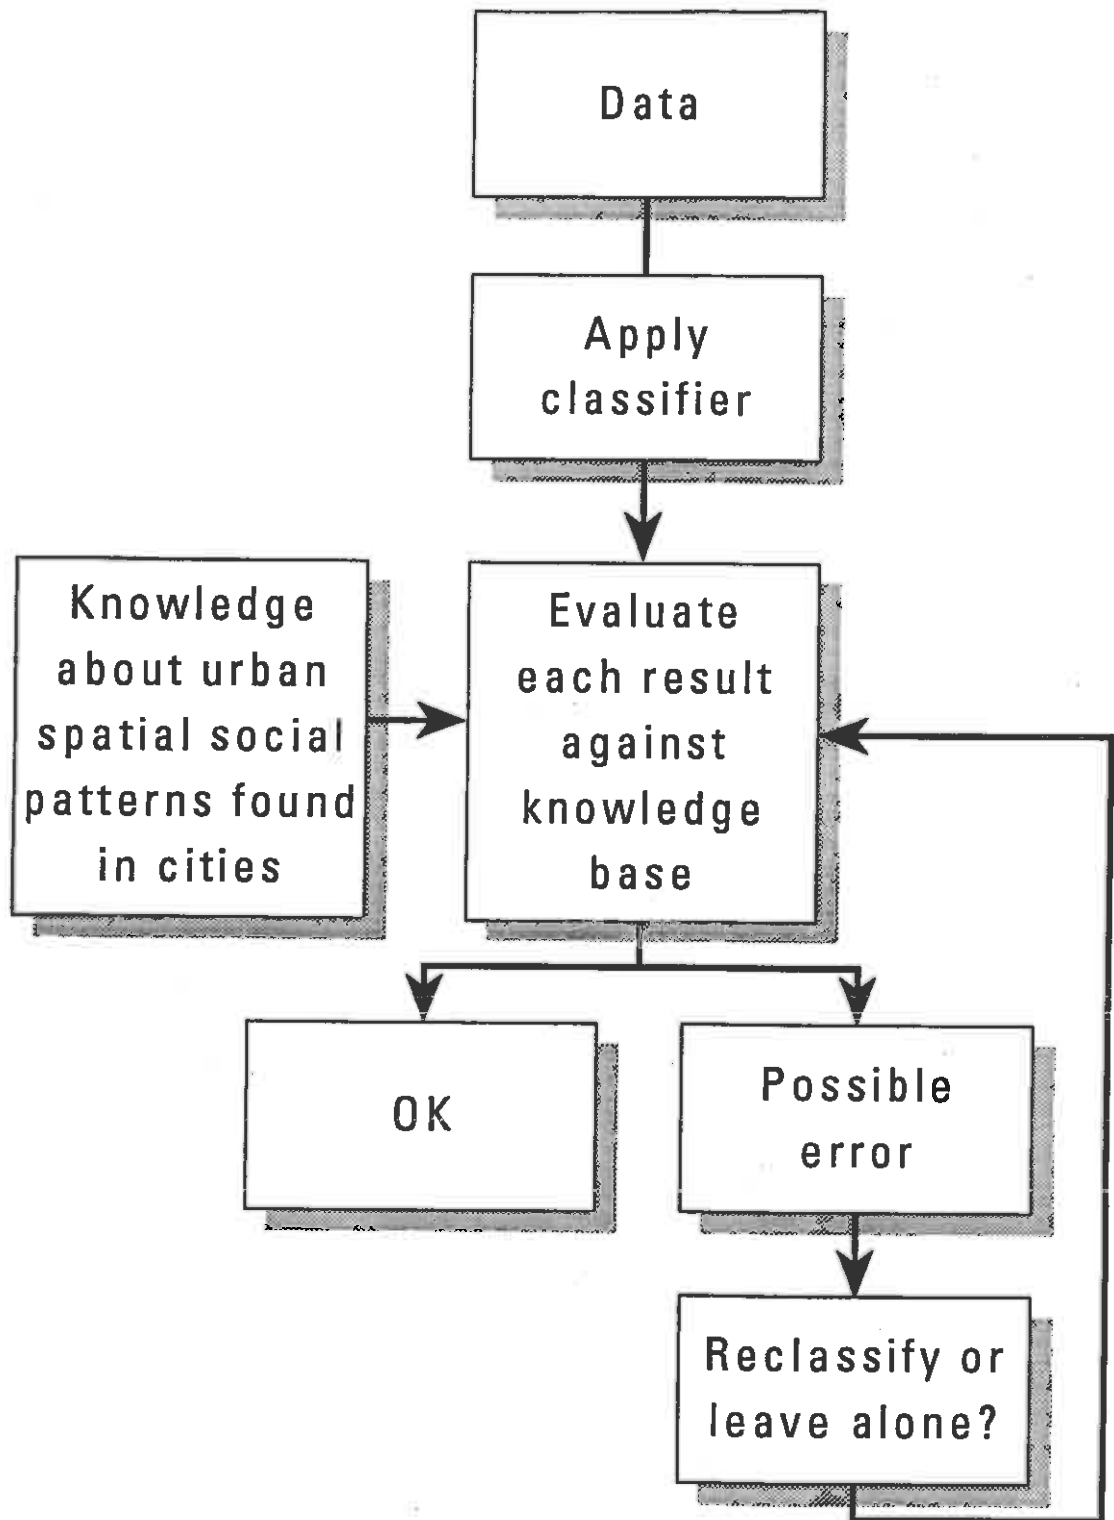 Data
Apply
classifier
Knowledge
about urban
spatial social
patterns found
in cities
Evaluate
each result
against
knowledge
base
OK
Possible
error
Reclassify or
leave alone?